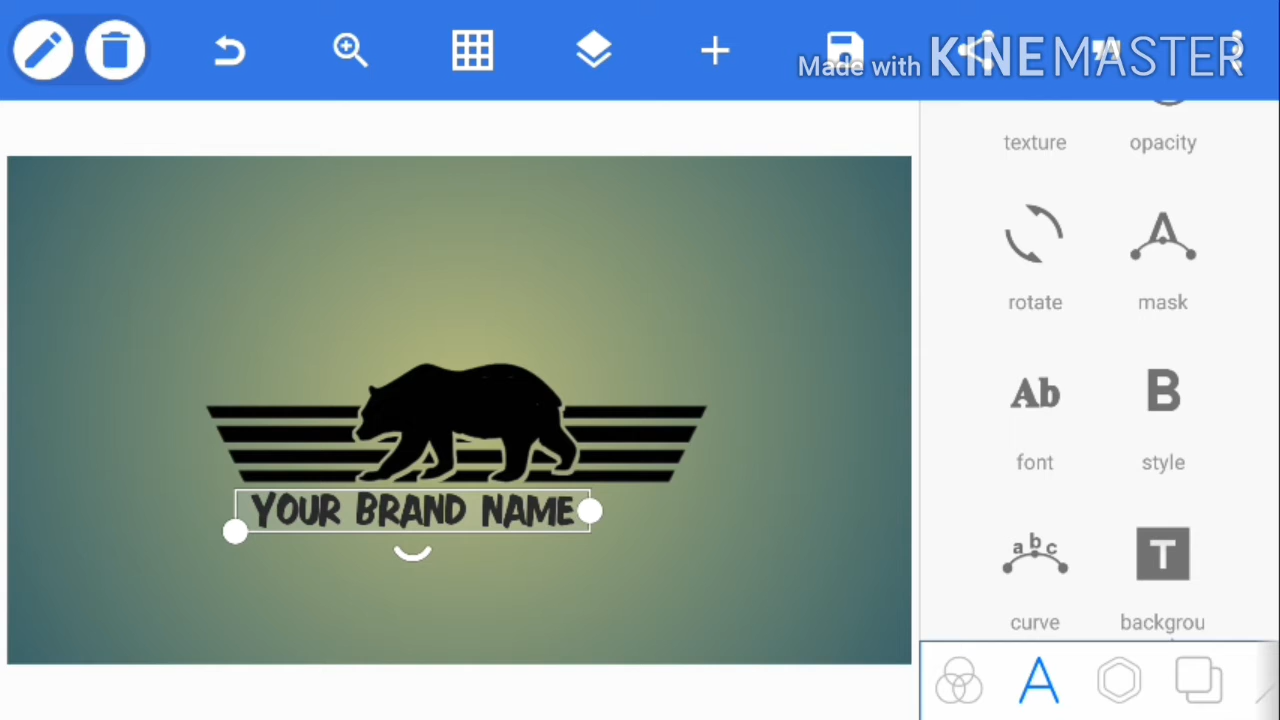 Made with KINEMASTER
texture opacity
rotate mask
Ab B
font style
abc T
curve backgrou
YOUR BRAND NAME
A